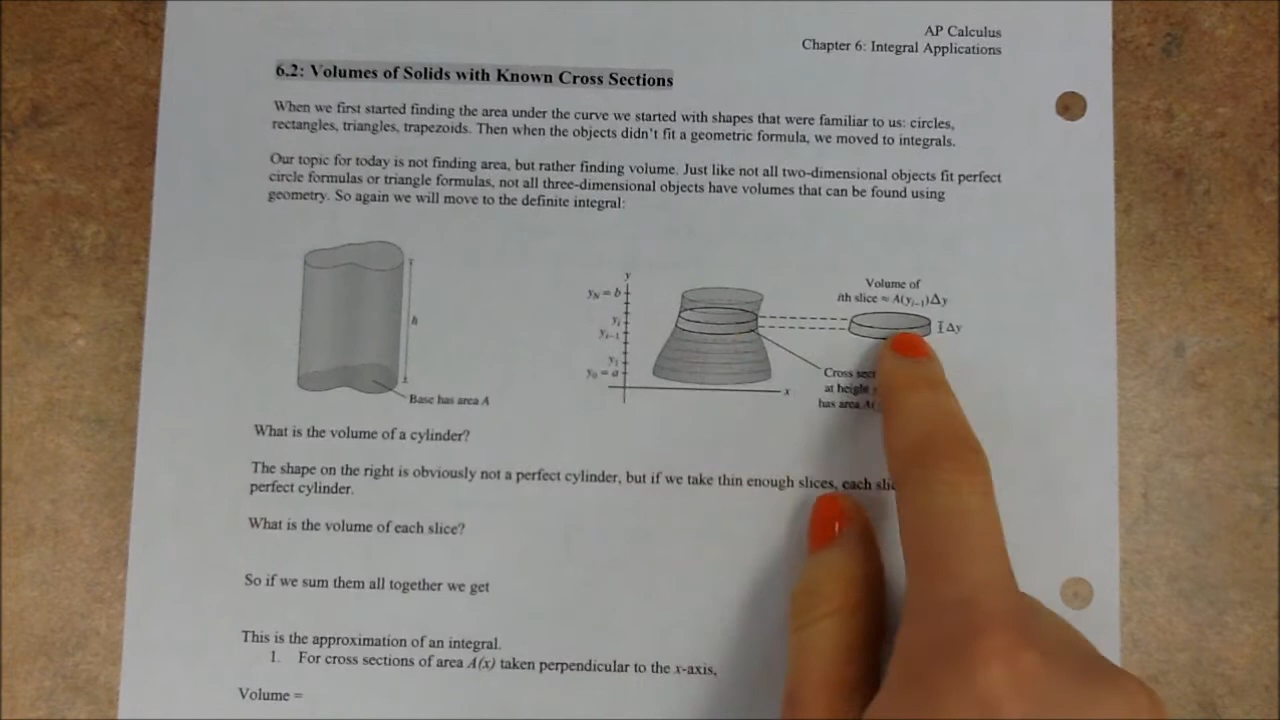 AP Calculus
Chapter 6: Integral Applications
6.2: Volumes of Solids with Known Cross Sections
When we first started finding the area under the curve we started with shapes that were familiar to us: circles,
rectangles, triangles, trapezoids. Then when the objects didn't fit a geometric formula, we moved to integrals.
Our topic for today is not finding area, but rather finding volume. Just like not all two-dimensional objects fit perfect
circle formulas or triangle formulas, not all three-dimensional objects have volumes that can be found using
geometry. So again we will move to the definite integral:
h
Base has area A
y
yN = b
yi
yi−1
y1
y0 = a
x
Volume of
ith slice ≈ A(yi−1)Δy
Δy
Cross
at height
has area
What is the volume of a cylinder?
The shape on the right is obviously not a perfect cylinder, but if we take thin enough slices, each
perfect cylinder.
What is the volume of each slice?
So if we sum them all together we get
This is the approximation of an integral.
1. For cross sections of area A(x) taken perpendicular to the x-axis,
Volume =